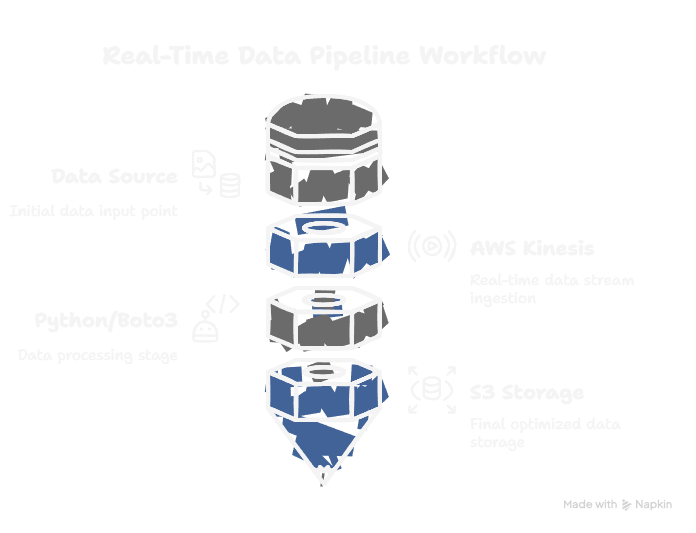 Real-Time Data Pipeline Workflow
Data Source
Initial data input point
AWS Kinesis
Real-time data stream
ingestion
Python/Boto3
Data processing stage
S3 Storage
Final optimized data
storage
Made with Napkin